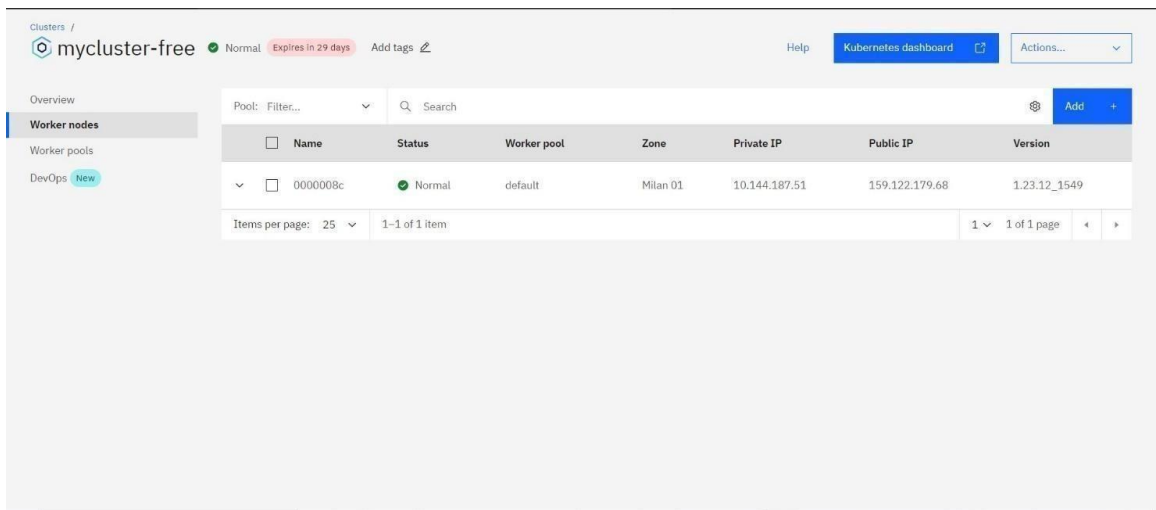 Clusters /
mycluster-free Normal Expires in 29 days Add tags Help Kubernetes dashboard Actions...
Overview
Worker nodes
Worker pools
DevOps New
Pool: Filter... Search Add +
Name Status Worker pool Zone Private IP Public IP Version
0000008c Normal default Milan 01 10.144.187.51 159.122.179.68 1.23.12_1549
Items per page: 25 1–1 of 1 item 1 1 of 1 page